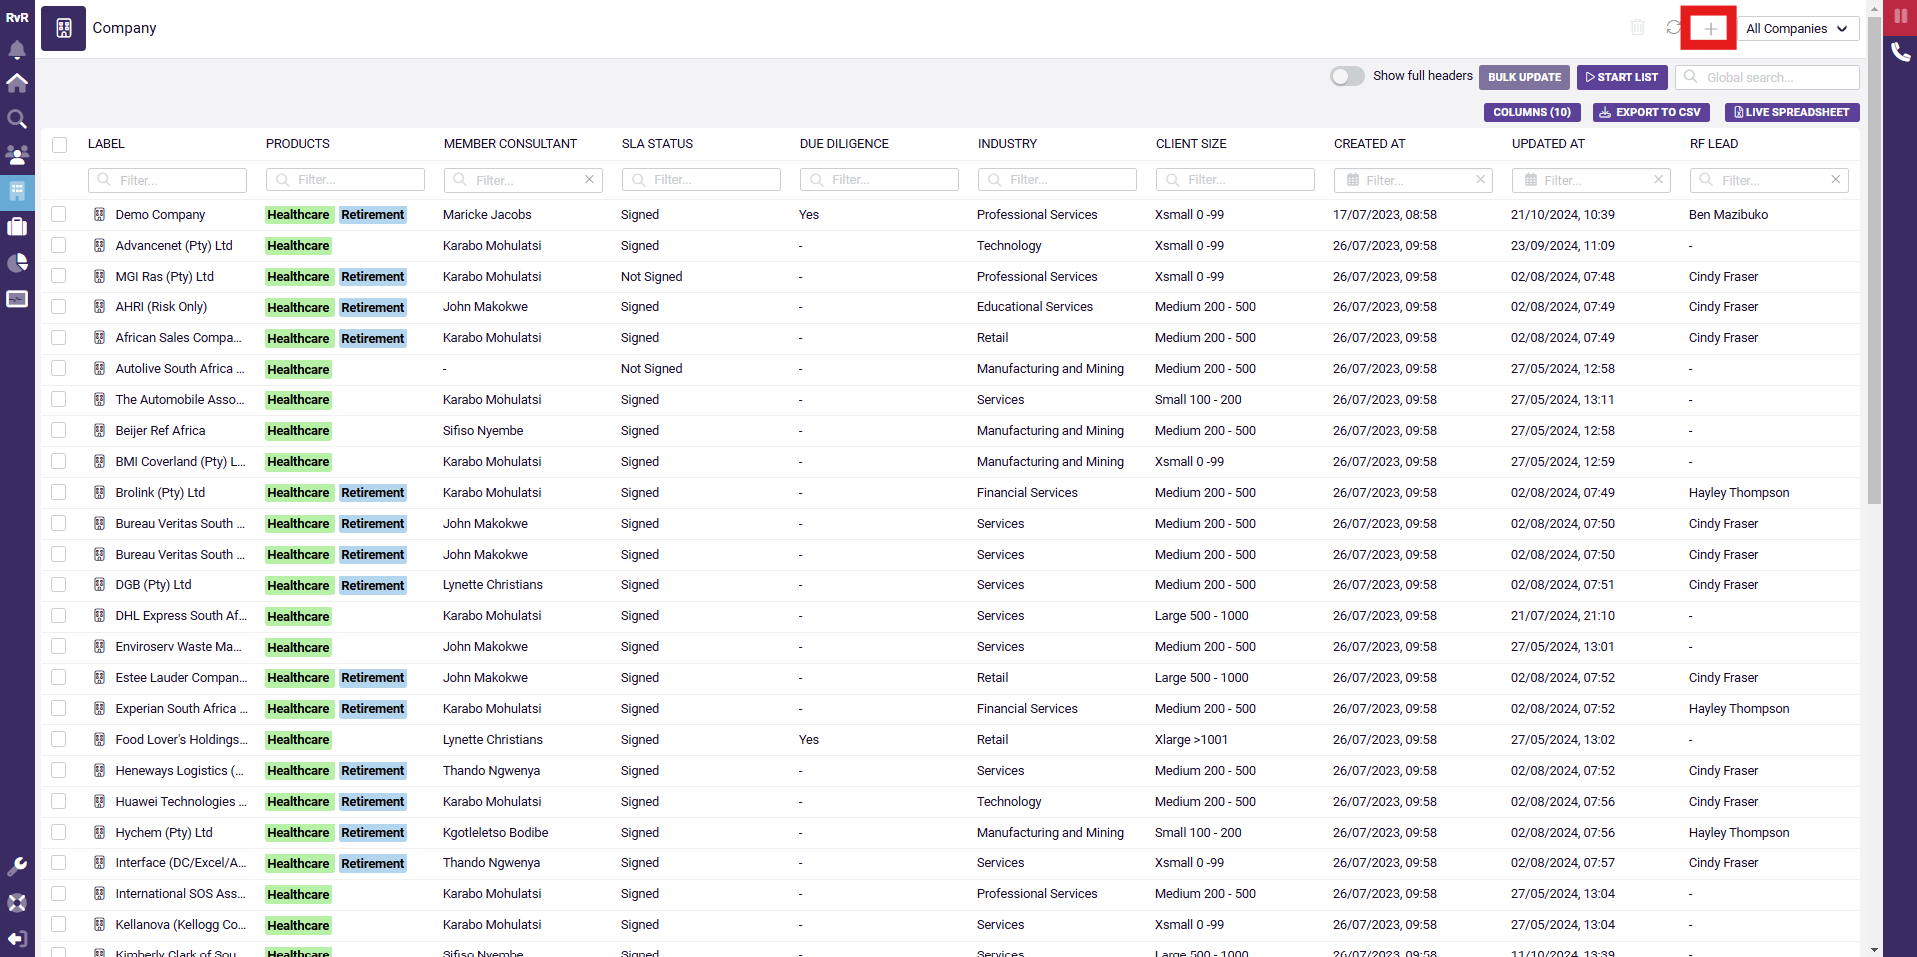 RvR Company All Companies
Show full headers BULK UPDATE START LIST Global search...
COLUMNS (10) EXPORT TO CSV LIVE SPREADSHEET
LABEL PRODUCTS MEMBER CONSULTANT SLA STATUS DUE DILIGENCE INDUSTRY CLIENT SIZE CREATED AT UPDATED AT RF LEAD
Filter... Filter... Filter... Filter... Filter... Filter... Filter... Filter... Filter... Filter...
Demo Company Healthcare Retirement Maricke Jacobs Signed Yes Professional Services Xsmall 0 -99 17/07/2023, 08:58 21/10/2024, 10:39 Ben Mazibuko
Advancenet (Pty) Ltd Healthcare Karabo Mohulatsi Signed - Technology Xsmall 0 -99 26/07/2023, 09:58 23/09/2024, 11:09 -
MGI Ras (Pty) Ltd Healthcare Retirement Karabo Mohulatsi Not Signed - Professional Services Xsmall 0 -99 26/07/2023, 09:58 02/08/2024, 07:48 Cindy Fraser
AHRI (Risk Only) Healthcare Retirement John Makokwe Signed - Educational Services Medium 200 - 500 26/07/2023, 09:58 02/08/2024, 07:49 Cindy Fraser
African Sales Compa... Healthcare Retirement Karabo Mohulatsi Signed - Retail Medium 200 - 500 26/07/2023, 09:58 02/08/2024, 07:49 Cindy Fraser
Autolive South Africa ... Healthcare - Not Signed - Manufacturing and Mining Medium 200 - 500 26/07/2023, 09:58 27/05/2024, 12:58 -
The Automobile Asso... Healthcare Karabo Mohulatsi Signed - Services Small 100 - 200 26/07/2023, 09:58 27/05/2024, 13:11 -
Beijer Ref Africa Healthcare Sifiso Nyembe Signed - Manufacturing and Mining Medium 200 - 500 26/07/2023, 09:58 27/05/2024, 12:58 -
BMI Coverland (Pty) L... Healthcare Karabo Mohulatsi Signed - Manufacturing and Mining Xsmall 0 -99 26/07/2023, 09:58 27/05/2024, 12:59 -
Brolink (Pty) Ltd Healthcare Retirement Karabo Mohulatsi Signed - Financial Services Medium 200 - 500 26/07/2023, 09:58 02/08/2024, 07:49 Hayley Thompson
Bureau Veritas South ... Healthcare Retirement John Makokwe Signed - Services Medium 200 - 500 26/07/2023, 09:58 02/08/2024, 07:50 Cindy Fraser
Bureau Veritas South ... Healthcare Retirement John Makokwe Signed - Services Medium 200 - 500 26/07/2023, 09:58 02/08/2024, 07:50 Cindy Fraser
DGB (Pty) Ltd Healthcare Retirement Lynette Christians Signed - Services Medium 200 - 500 26/07/2023, 09:58 02/08/2024, 07:51 Cindy Fraser
DHL Express South Af... Healthcare Karabo Mohulatsi Signed - Services Large 500 - 1000 26/07/2023, 09:58 21/07/2024, 21:10 -
Enviroserv Waste Ma... Healthcare John Makokwe Signed - Services Medium 200 - 500 26/07/2023, 09:58 27/05/2024, 13:01 -
Estee Lauder Compan... Healthcare Retirement John Makokwe Signed - Retail Large 500 - 1000 26/07/2023, 09:58 02/08/2024, 07:52 Cindy Fraser
Experian South Africa ... Healthcare Retirement Karabo Mohulatsi Signed - Financial Services Medium 200 - 500 26/07/2023, 09:58 02/08/2024, 07:52 Hayley Thompson
Food Lover's Holdings... Healthcare Lynette Christians Signed Yes Retail Xlarge >1001 26/07/2023, 09:58 27/05/2024, 13:02 -
Heneways Logistics (... Healthcare Retirement Thando Ngwenya Signed - Services Medium 200 - 500 26/07/2023, 09:58 02/08/2024, 07:52 Cindy Fraser
Huawei Technologies ... Healthcare Retirement Karabo Mohulatsi Signed - Technology Medium 200 - 500 26/07/2023, 09:58 02/08/2024, 07:56 Cindy Fraser
Hychem (Pty) Ltd Healthcare Retirement Kgotleletso Bodibe Signed - Manufacturing and Mining Small 100 - 200 26/07/2023, 09:58 02/08/2024, 07:56 Hayley Thompson
Interface (DC/Excel/A... Healthcare Retirement Thando Ngwenya Signed - Services Xsmall 0 -99 26/07/2023, 09:58 02/08/2024, 07:57 Cindy Fraser
International SOS Ass... Healthcare Karabo Mohulatsi Signed - Professional Services Medium 200 - 500 26/07/2023, 09:58 27/05/2024, 13:04 -
Kellanova (Kellogg Co... Healthcare Karabo Mohulatsi Signed - Services Xsmall 0 -99 26/07/2023, 09:58 27/05/2024, 13:04 -
Kimberly Clark of Sou... Healthcare Sifiso Nyembe Signed - Services Large 500 - 1000 26/07/2023, 09:58 11/10/2024, 13:39 -